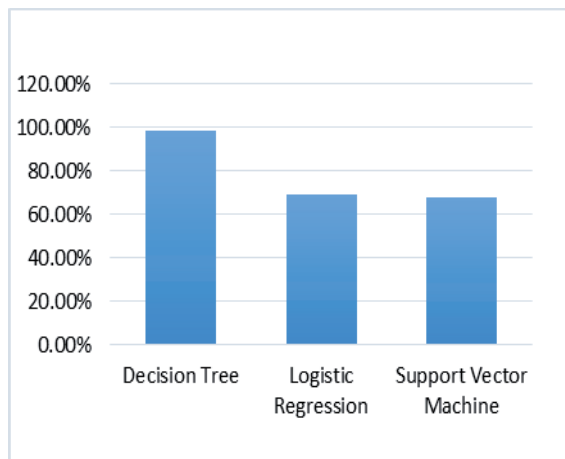 120.00%
100.00%
80.00%
60.00%
40.00%
20.00%
0.00%
Decision Tree
Logistic
Regression
Support Vector
Machine